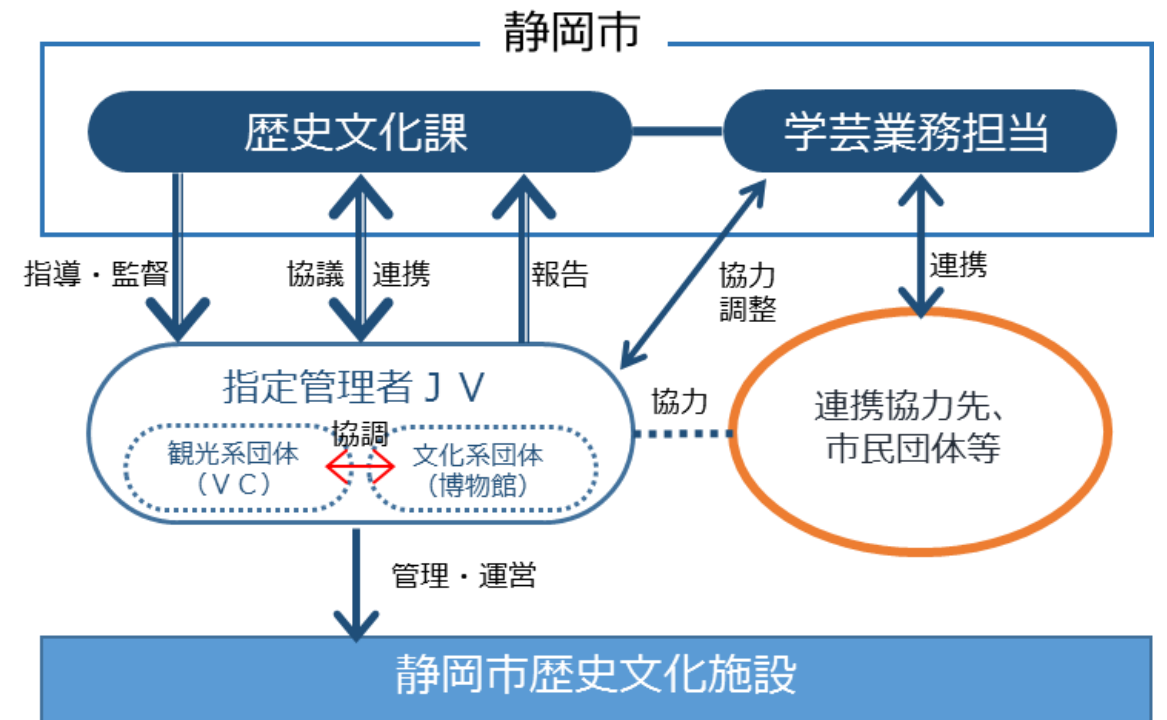 静岡市
歴史文化課
学芸業務担当
指導・監督
協議
連携
報告
協力
調整
連携
指定管理者ＪＶ
協調
観光系団体
（ＶＣ）
文化系団体
（博物館）
協力
連携協力先、
市民団体等
管理・運営
静岡市歴史文化施設